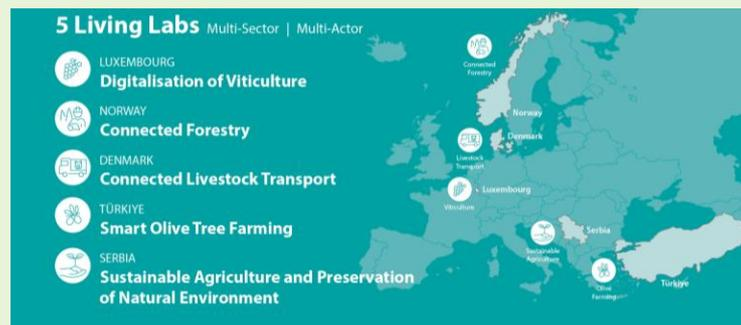 5 Living Labs Multi-Sector | Multi-Actor
LUXEMBOURG
Digitalisation of Viticulture
NORWAY
Connected Forestry
DENMARK
Connected Livestock Transport
TÜRKIYE
Smart Olive Tree Farming
SERBIA
Sustainable Agriculture and Preservation
of Natural Environment
Connected
Forestry
Norway
Denmark
Livestock
Transport
Luxembourg
Viticulture
Serbia
Sustainable
Agriculture
Olive
Farming
Türkiye